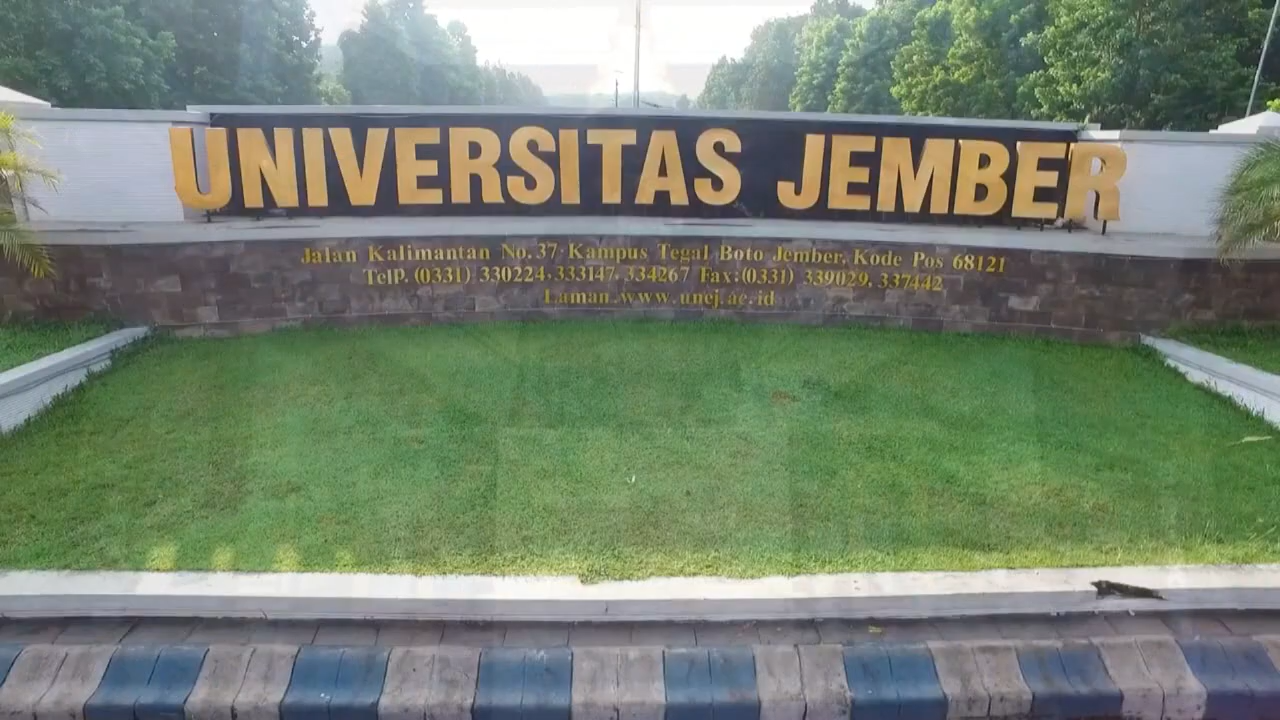 UNIVERSITAS JEMBER
Jalan Kalimantan No. 37 Kampus Tegal Boto Jember, Kode Pos 68121
Telp. (0331) 330224, 333147, 334267 Fax:(0331) 339029, 337442
Laman. www. unej. ac. id